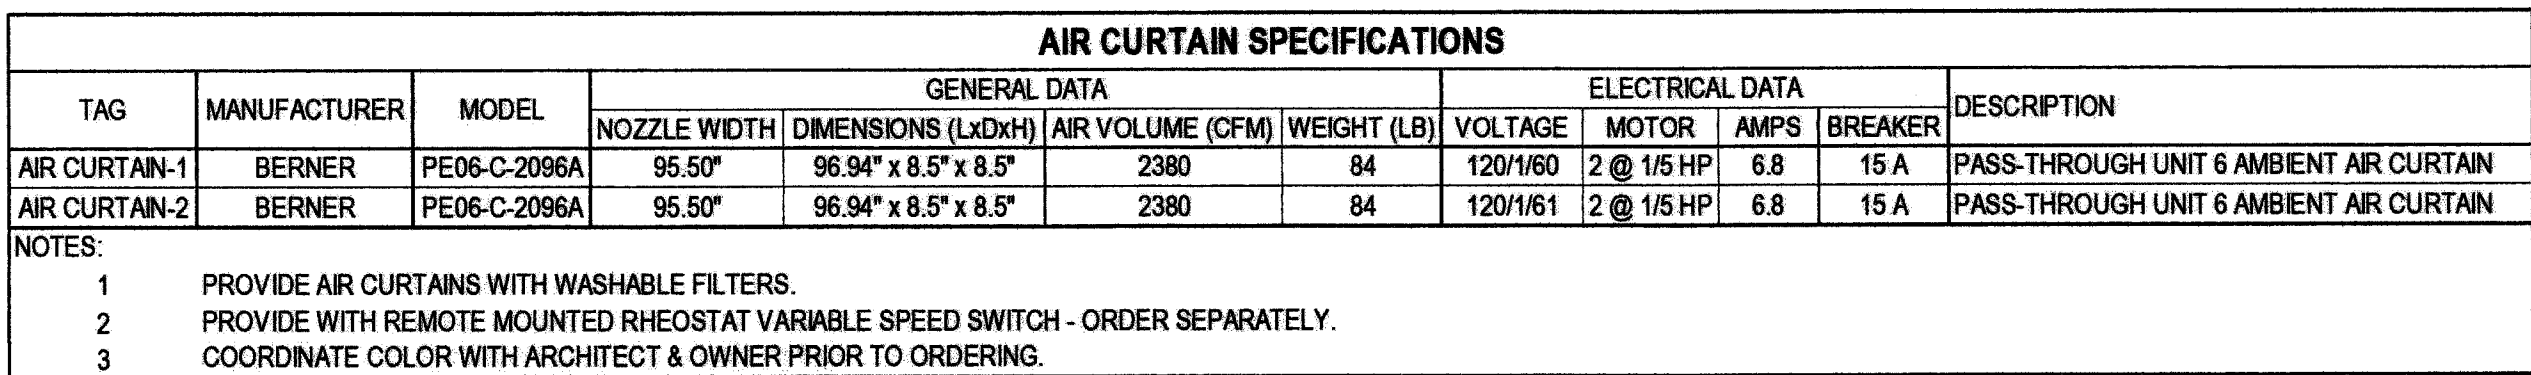 AIR CURTAIN SPECIFICATIONS
TAG MANUFACTURER MODEL GENERAL DATA ELECTRICAL DATA DESCRIPTION
NOZZLE WIDTH DIMENSIONS (LxDxH) AIR VOLUME (CFM) WEIGHT (LB) VOLTAGE MOTOR AMPS BREAKER
AIR CURTAIN-1 BERNER PE06-C-2096A 95.50" 96.94" x 8.5" x 8.5" 2380 84 120/1/60 2 @ 1/5 HP 6.8 15 A PASS-THROUGH UNIT 6 AMBIENT AIR CURTAIN
AIR CURTAIN-2 BERNER PE06-C-2096A 95.50" 96.94" x 8.5" x 8.5" 2380 84 120/1/61 2 @ 1/5 HP 6.8 15 A PASS-THROUGH UNIT 6 AMBIENT AIR CURTAIN
NOTES:
1 PROVIDE AIR CURTAINS WITH WASHABLE FILTERS.
2 PROVIDE WITH REMOTE MOUNTED RHEOSTAT VARIABLE SPEED SWITCH - ORDER SEPARATELY.
3 COORDINATE COLOR WITH ARCHITECT & OWNER PRIOR TO ORDERING.